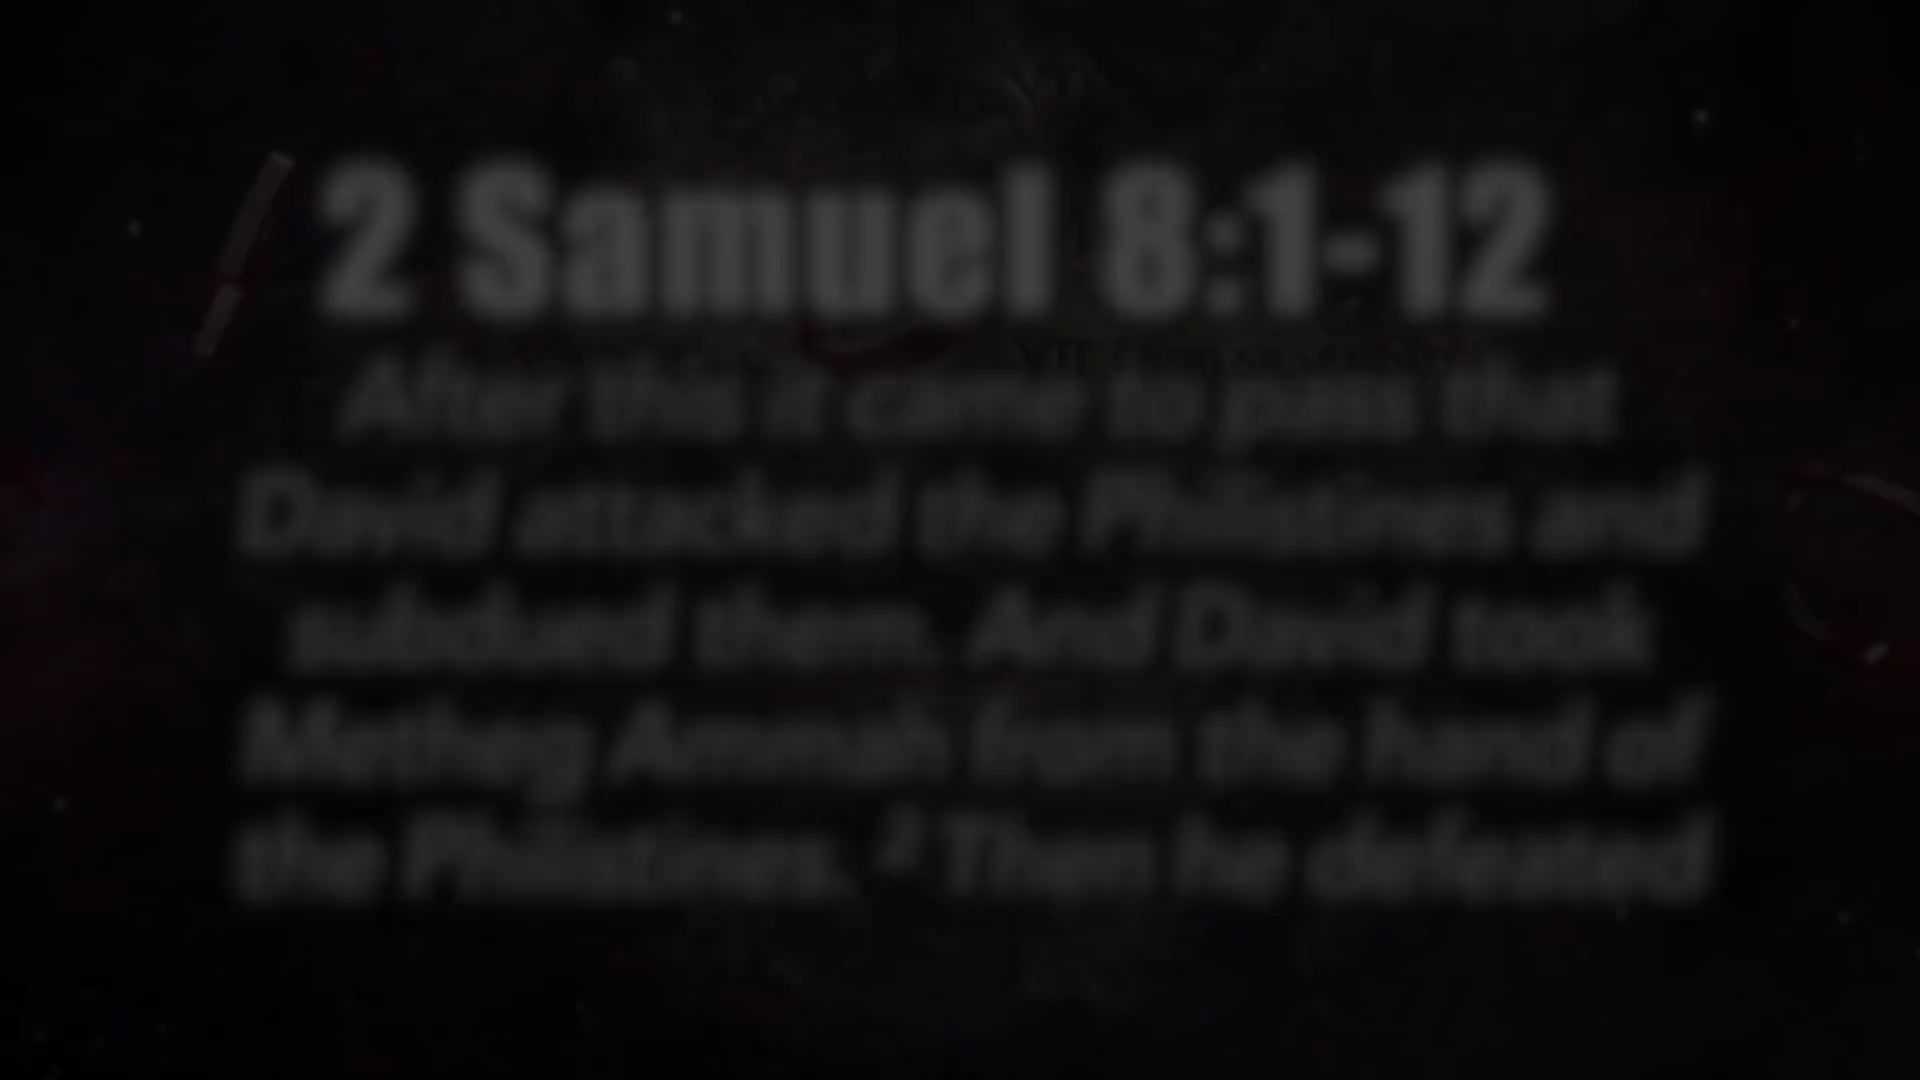 2 Samuel 8:1-12
After this it came to pass that
David attacked the Philistines and
subdued them. And David took
Metheg Ammah from the hand of
the Philistines. ² Then he defeated